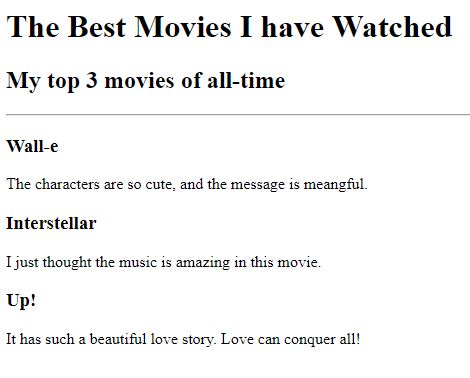 The Best Movies I have Watched
My top 3 movies of all-time
Wall-e
The characters are so cute, and the message is meangful.
Interstellar
I just thought the music is amazing in this movie.
Up!
It has such a beautiful love story. Love can conquer all!